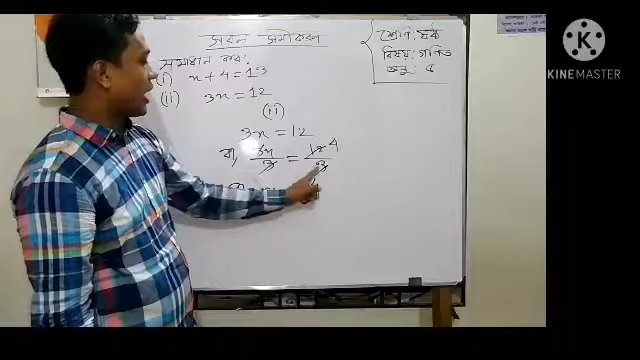 সরল সমীকরণ
সমাধান কর:
(i) x + 4 = 13
(ii) 3x = 12
(ii)
3x = 12
বা, 3x/3 = 12/3 4
শ্রেণি: ষষ্ঠ
বিষয়: গণিত
KINEMASTER